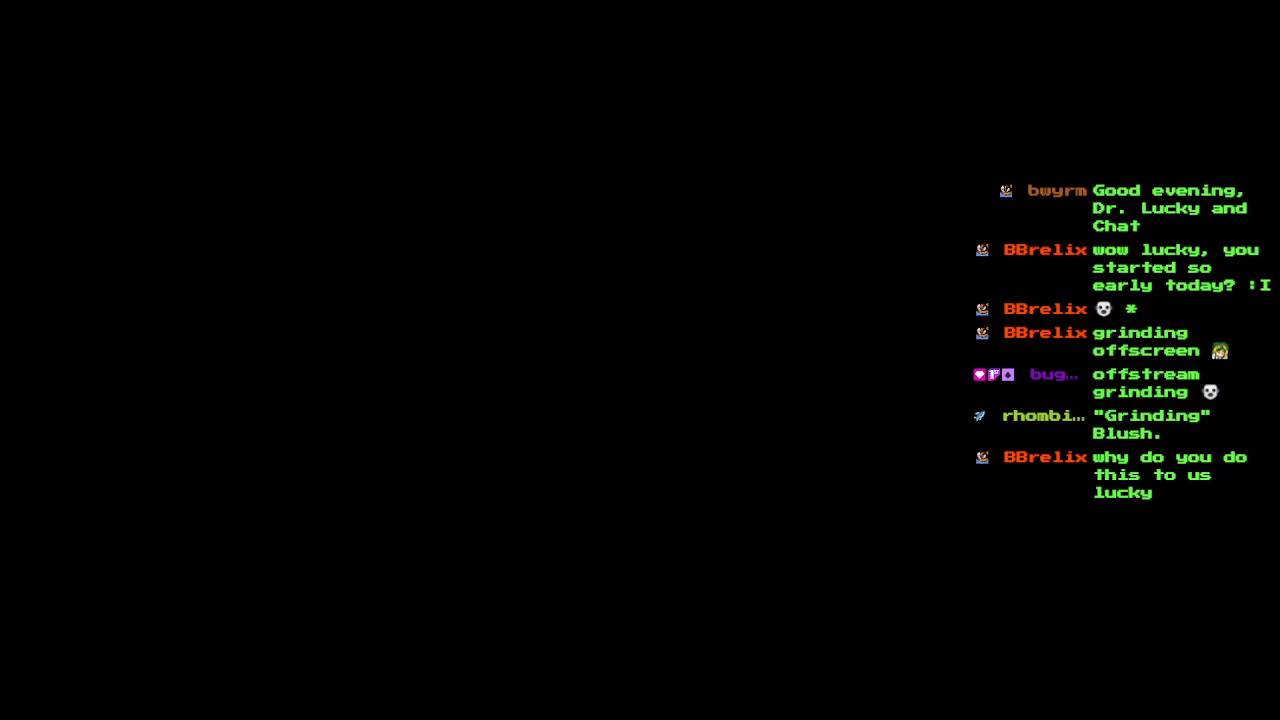 bwyrm Good evening,
Dr. Lucky and
Chat
BBrelix wow lucky, you
started so
early today? :I
BBrelix *
BBrelix grinding
offscreen
bug… offstream
grinding
rhombi… "Grinding"
Blush.
BBrelix why do you do
this to us
lucky